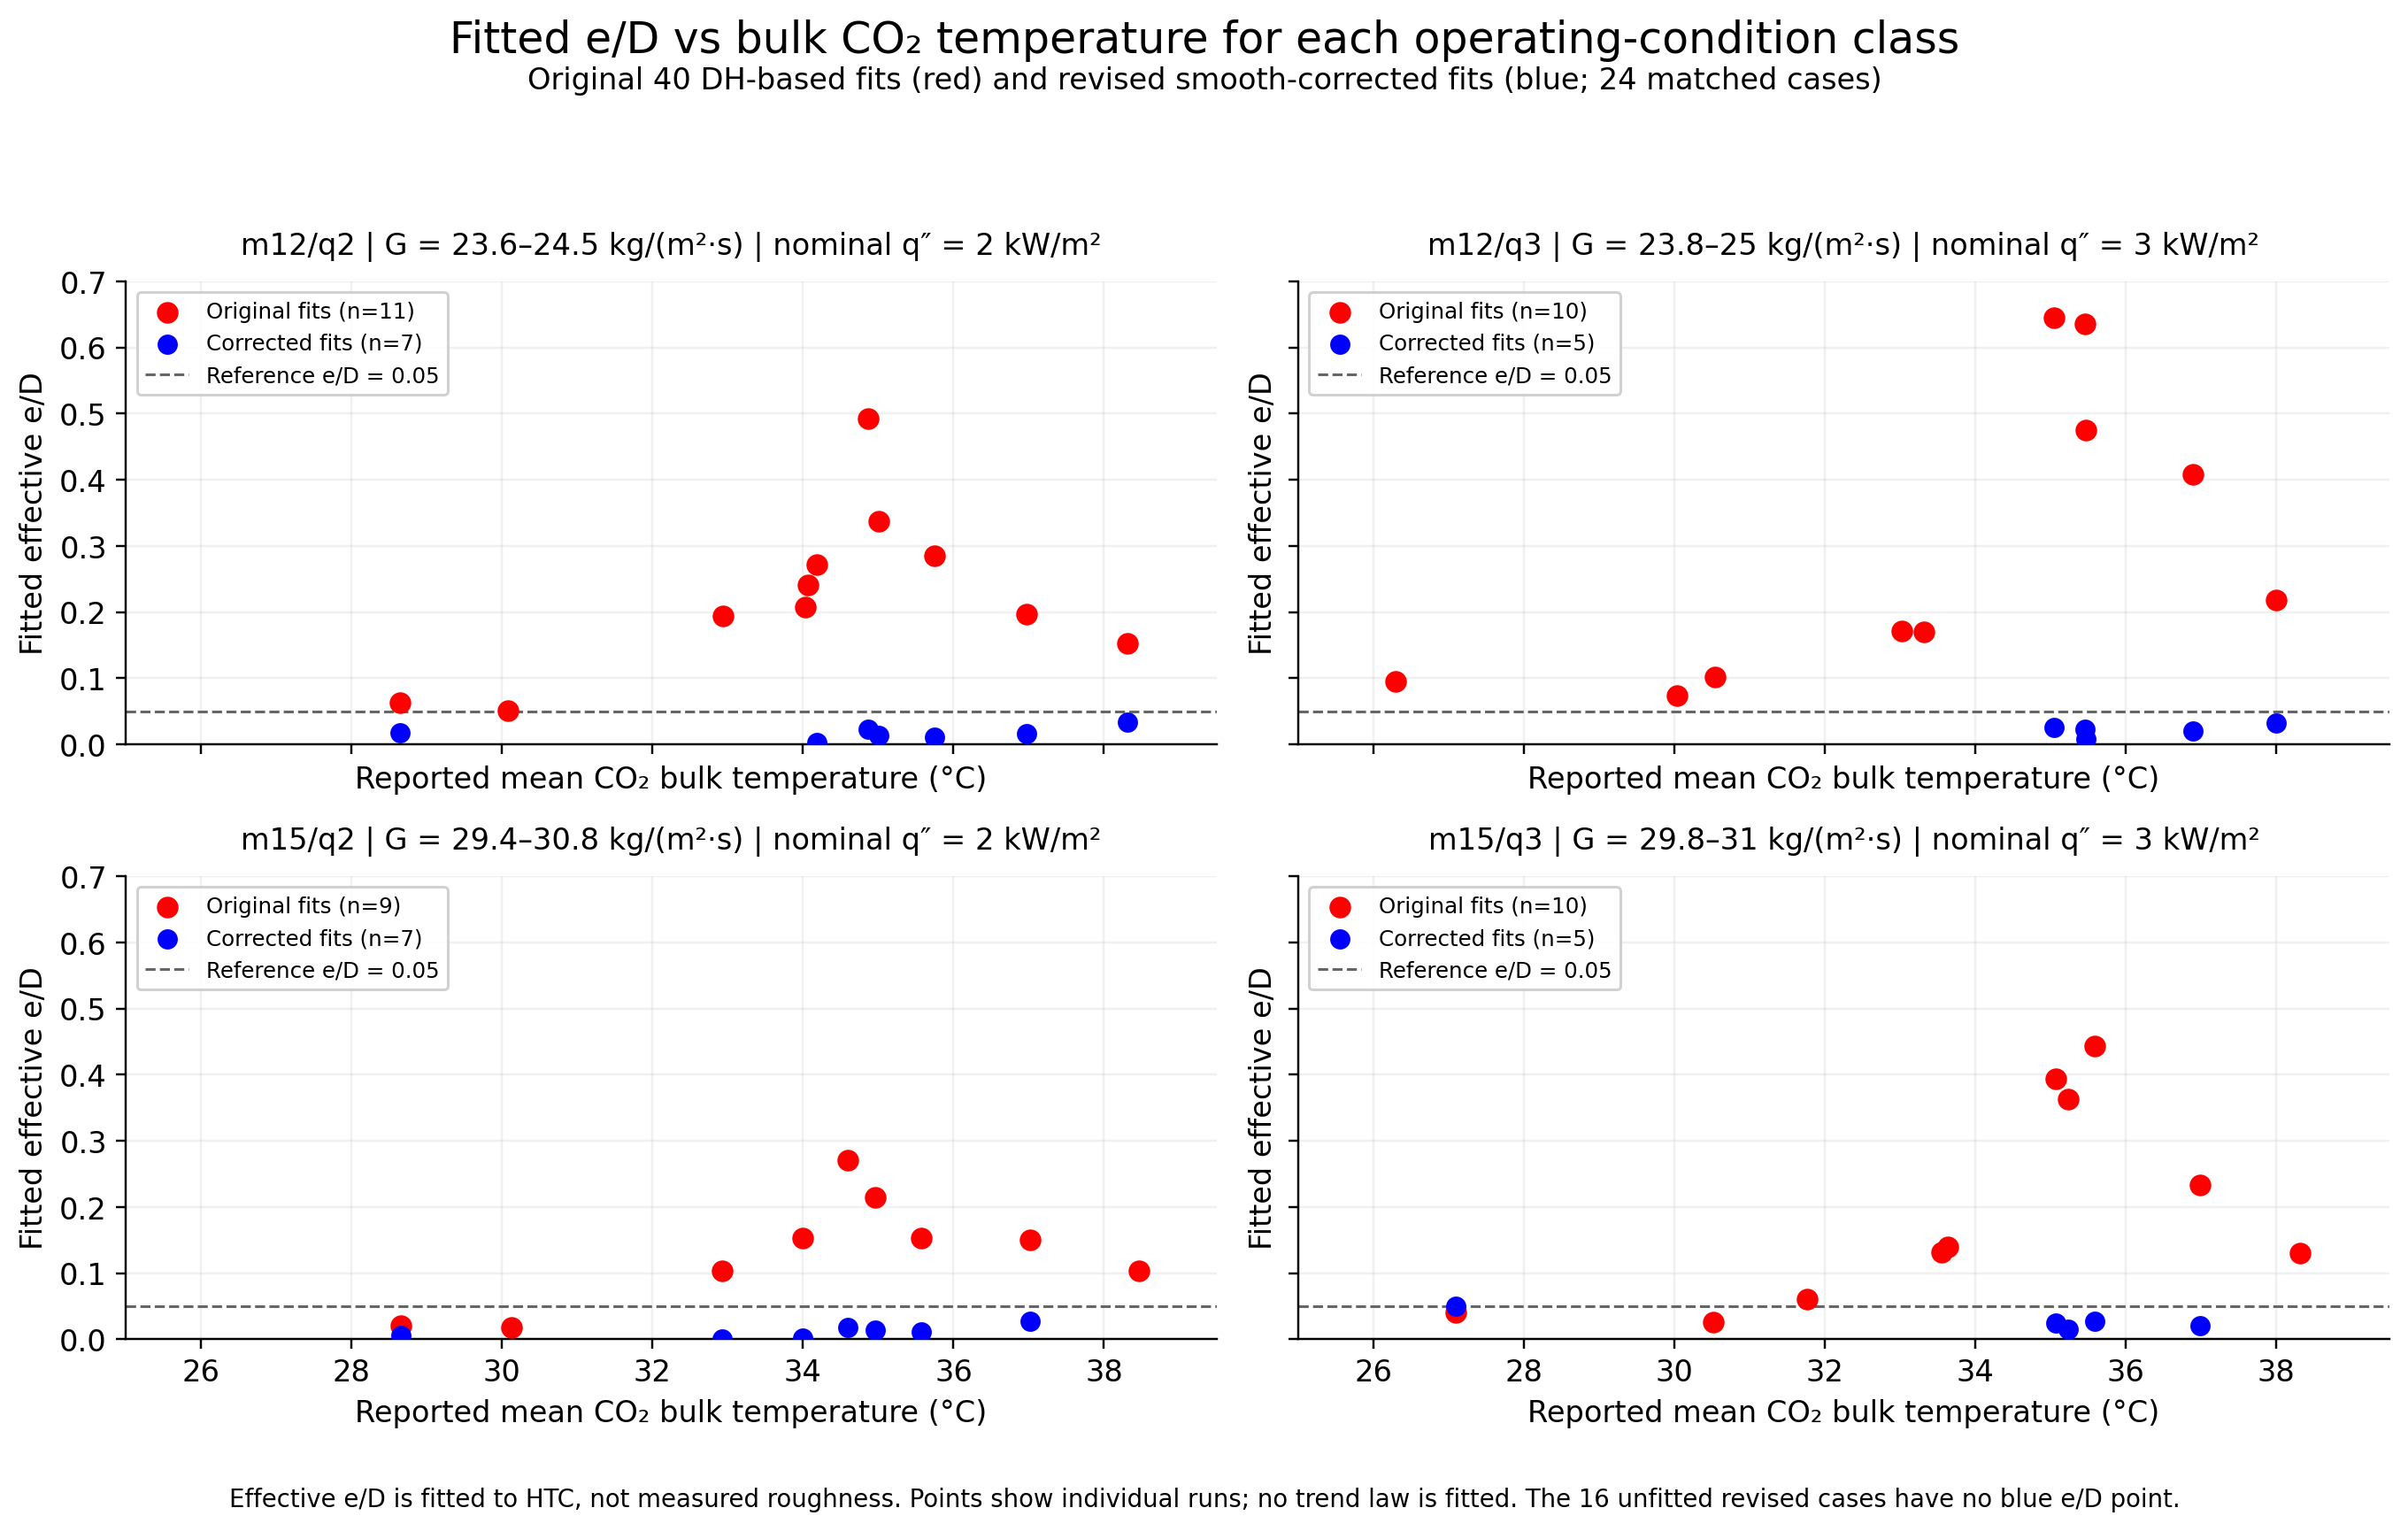 Fitted e/D vs bulk CO₂ temperature for each operating-condition class
Original 40 DH-based fits (red) and revised smooth-corrected fits (blue; 24 matched cases)
m12/q2 | G = 23.6–24.5 kg/(m²·s) | nominal q″ = 2 kW/m²
Fitted effective e/D
0.7
0.6
0.5
0.4
0.3
0.2
0.1
0.0
Original fits (n=11)
Corrected fits (n=7)
Reference e/D = 0.05
Reported mean CO₂ bulk temperature (°C)
m12/q3 | G = 23.8–25 kg/(m²·s) | nominal q″ = 3 kW/m²
Fitted effective e/D
Original fits (n=10)
Corrected fits (n=5)
Reference e/D = 0.05
Reported mean CO₂ bulk temperature (°C)
m15/q2 | G = 29.4–30.8 kg/(m²·s) | nominal q″ = 2 kW/m²
Fitted effective e/D
0.7
0.6
0.5
0.4
0.3
0.2
0.1
0.0
Original fits (n=9)
Corrected fits (n=7)
Reference e/D = 0.05
26 28 30 32 34 36 38
Reported mean CO₂ bulk temperature (°C)
m15/q3 | G = 29.8–31 kg/(m²·s) | nominal q″ = 3 kW/m²
Fitted effective e/D
Original fits (n=10)
Corrected fits (n=5)
Reference e/D = 0.05
26 28 30 32 34 36 38
Reported mean CO₂ bulk temperature (°C)
Effective e/D is fitted to HTC, not measured roughness. Points show individual runs; no trend law is fitted. The 16 unfitted revised cases have no blue e/D point.